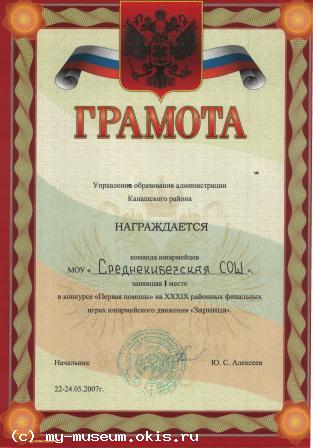 ГРАМОТА
Управление образования администрации
Канашского района
НАГРАЖДАЕТСЯ
команда юнармейцев
МОУ «Среднекибечская СОШ»,
занявшая I место
в конкурсе «Первая помощь» на XXXIX районных финальных
играх юнармейского движения «Зарница».
Начальник Ю. С. Алексеев
22-24.05.2007г.
(c) my-museum.okis.ru